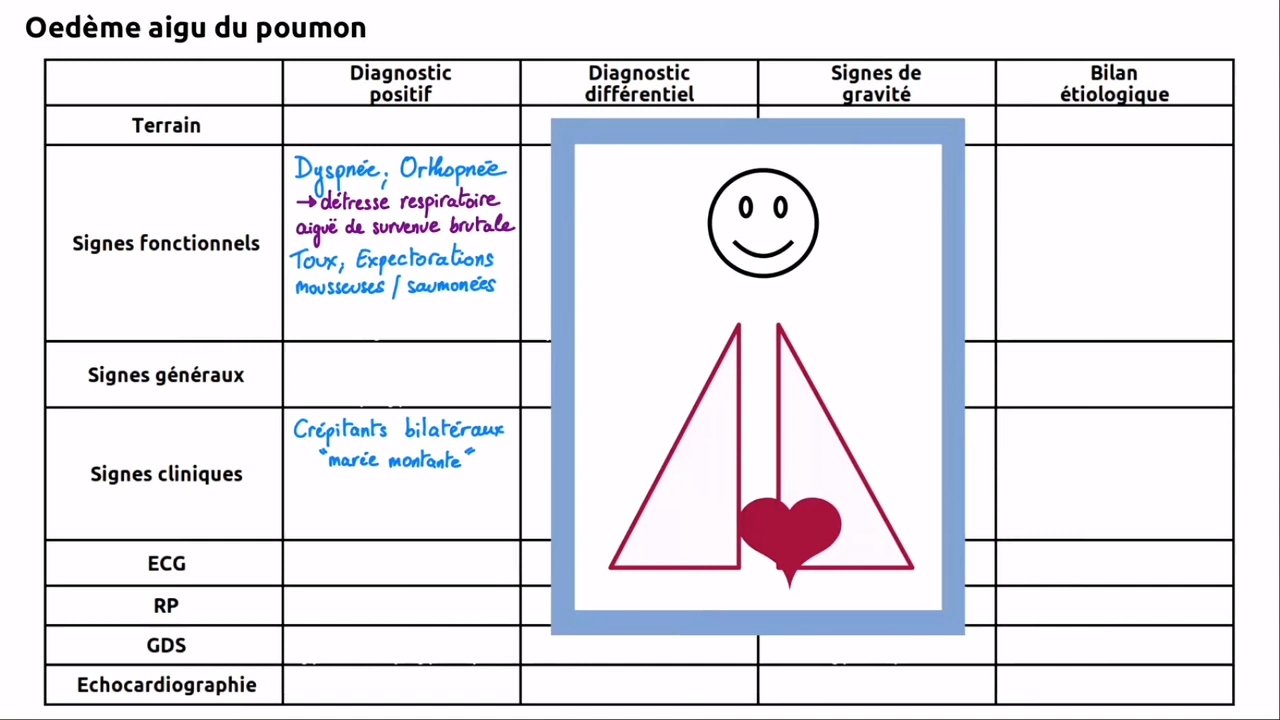 Oedème aigu du poumon
Diagnostic
positif
Diagnostic
différentiel
Signes de
gravité
Bilan
étiologique
Terrain
Signes fonctionnels
Dyspnée, Orthopnée
→ détresse respiratoire
aiguë de survenue brutale
Toux, Expectorations
mousseuses / saumonées
Signes généraux
Signes cliniques
Crépitants bilatéraux
"marée montante"
ECG
RP
GDS
Echocardiographie